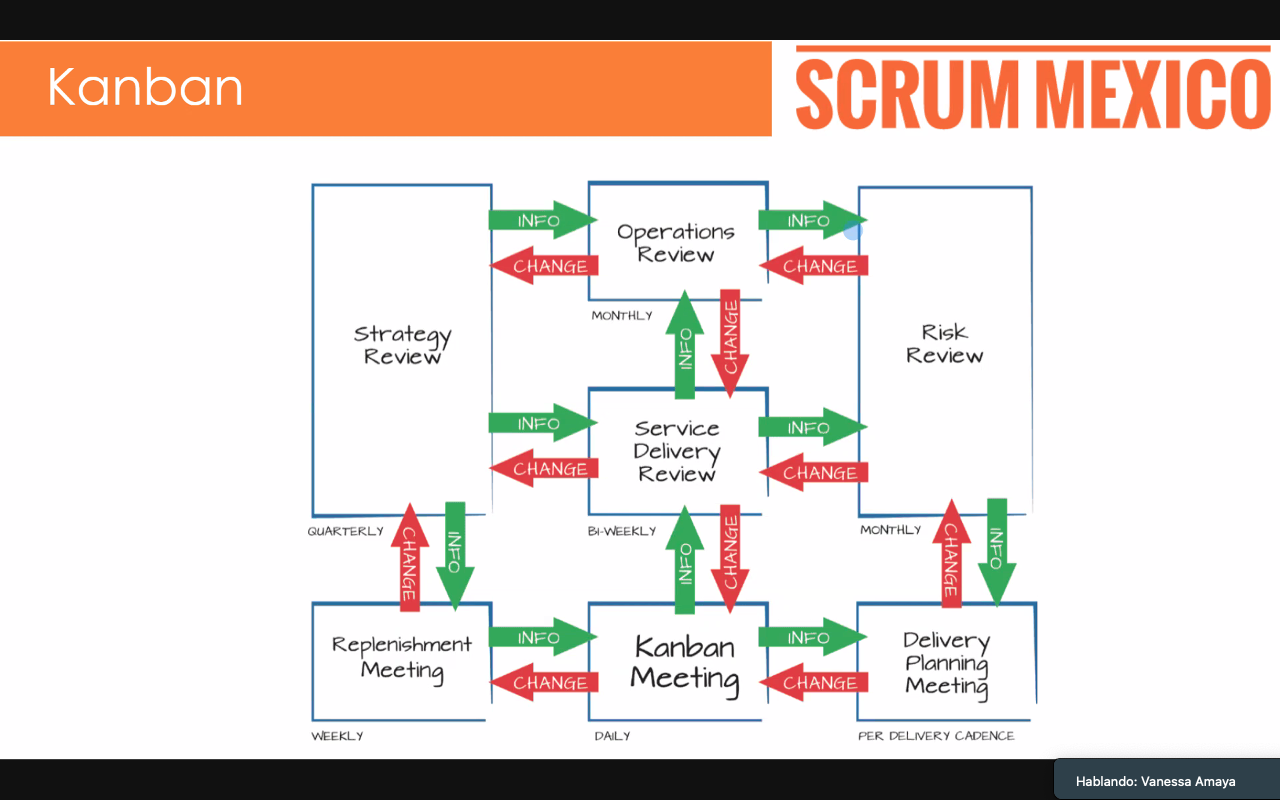 Kanban
SCRUM MEXICO
INFO
INFO
Operations
Review
CHANGE
CHANGE
MONTHLY
CHANGE
INFO
Strategy
Review
Risk
Review
INFO
INFO
Service
Delivery
Review
CHANGE
CHANGE
QUARTERLY
BI-WEEKLY
MONTHLY
CHANGE
INFO
INFO
CHANGE
CHANGE
INFO
Replenishment
Meeting
INFO
Kanban
Meeting
INFO
Delivery
Planning
Meeting
CHANGE
CHANGE
WEEKLY
DAILY
PER DELIVERY CADENCE
Hablando: Vanessa Amaya